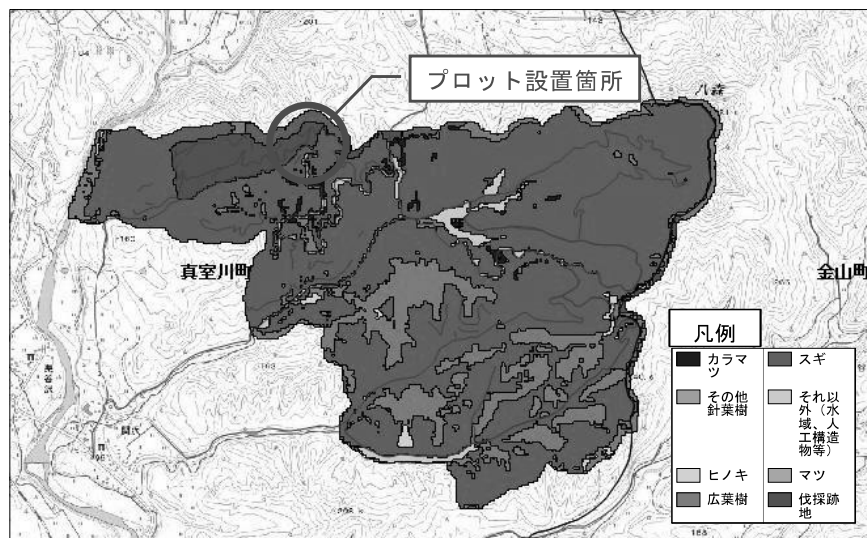 プロット設置箇所
八森
真室川町
金山町
凡例
カラマ
ツ
スギ
その他
針葉樹
それ以
外（水
域、人
工構造
物等）
ヒノキ
マツ
広葉樹
伐採跡
地